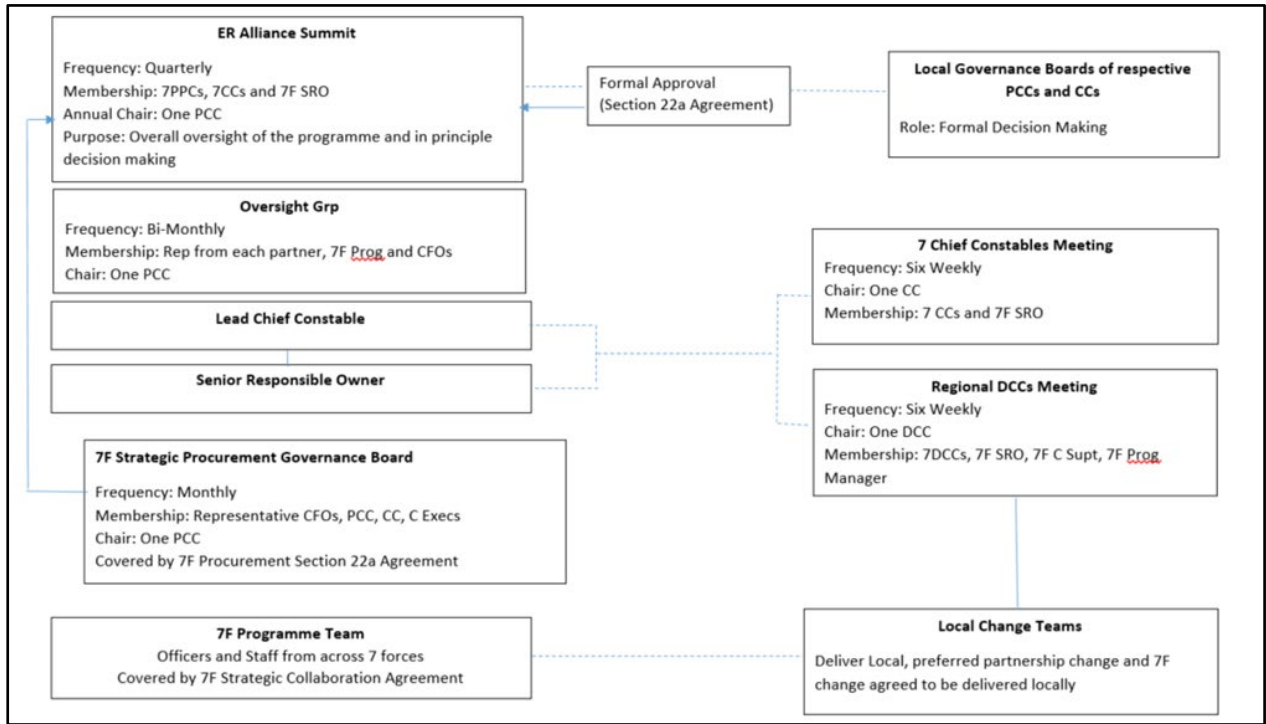 ER Alliance Summit
Frequency: Quarterly
Membership: 7PPCs, 7CCs and 7F SRO
Annual Chair: One PCC
Purpose: Overall oversight of the programme and in principle
decision making
Formal Approval
(Section 22a Agreement)
Local Governance Boards of respective
PCCs and CCs
Role: Formal Decision Making
Oversight Grp
Frequency: Bi-Monthly
Membership: Rep from each partner, 7F Prog and CFOs
Chair: One PCC
7 Chief Constables Meeting
Frequency: Six Weekly
Chair: One CC
Membership: 7 CCs and 7F SRO
Lead Chief Constable
Senior Responsible Owner
Regional DCCs Meeting
Frequency: Six Weekly
Chair: One DCC
Membership: 7DCCs, 7F SRO, 7F C Supt, 7F Prog
Manager
7F Strategic Procurement Governance Board
Frequency: Monthly
Membership: Representative CFOs, PCC, CC, C Execs
Chair: One PCC
Covered by 7F Procurement Section 22a Agreement
7F Programme Team
Officers and Staff from across 7 forces
Covered by 7F Strategic Collaboration Agreement
Local Change Teams
Deliver Local, preferred partnership change and 7F
change agreed to be delivered locally